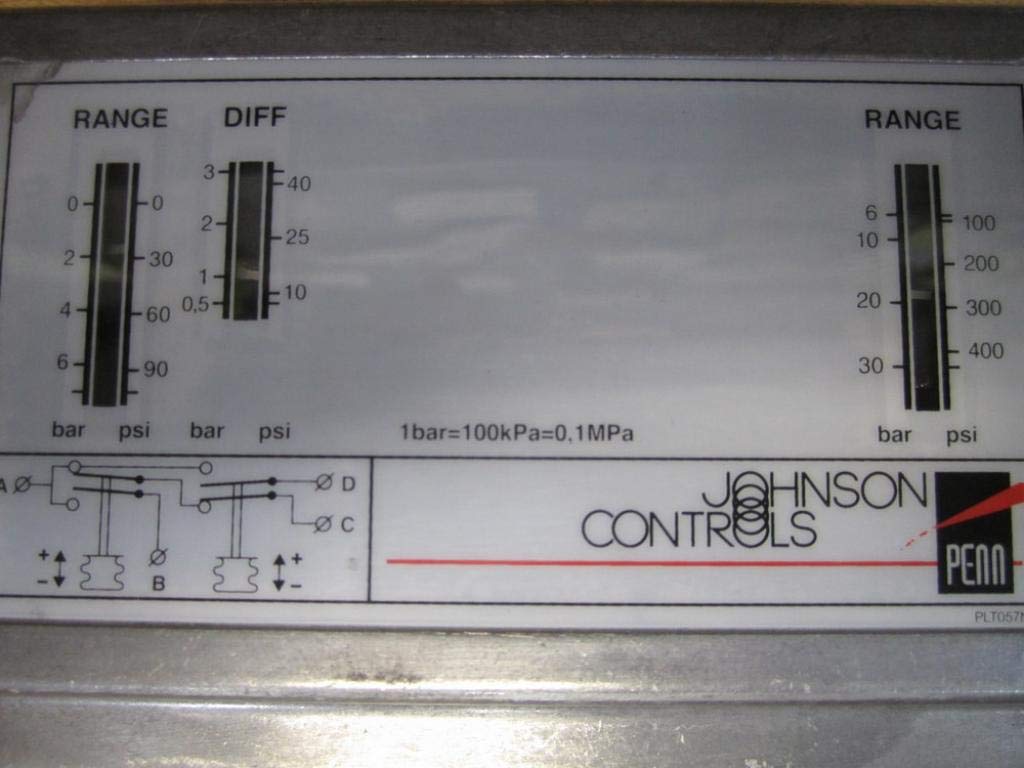 RANGE DIFF RANGE
3 40
0 0 2 25 6 100
2 30 1 10 10 200
4 60 0,5 20 300
6 90 30 400
bar psi bar psi 1bar=100kPa=0,1MPa bar psi
A D
C
+ - B + -
JOHNSON
CONTROLS
PENN